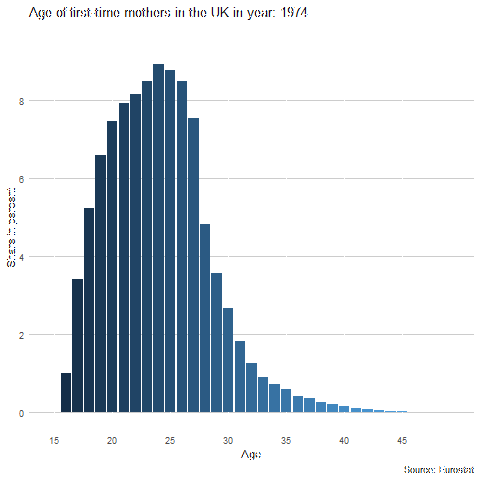 Age of first-time mothers in the UK in year: 1974
Share in percent
8
6
4
2
0
15 20 25 30 35 40 45
Age
Source: Eurostat